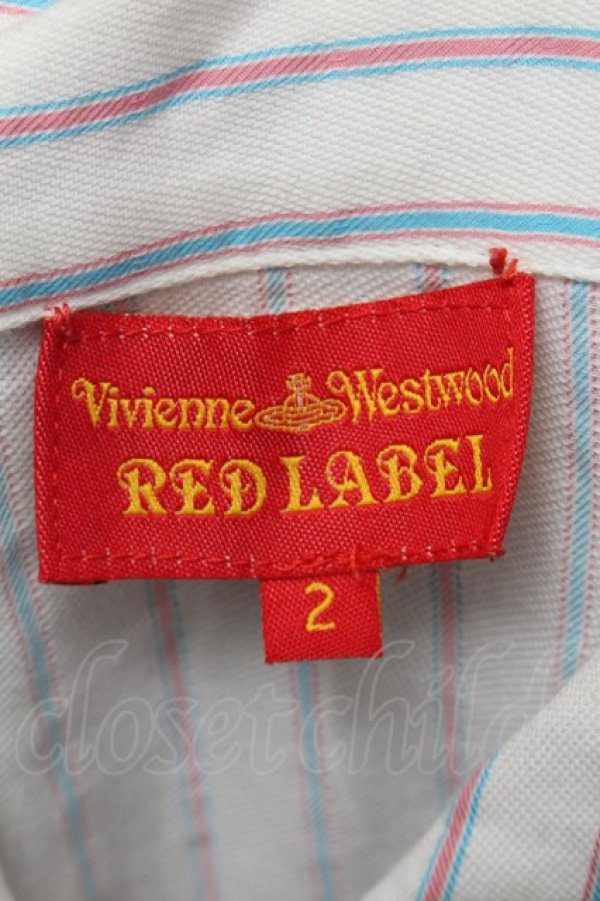 Vivienne Westwood
RED LABEL
2
closetchild